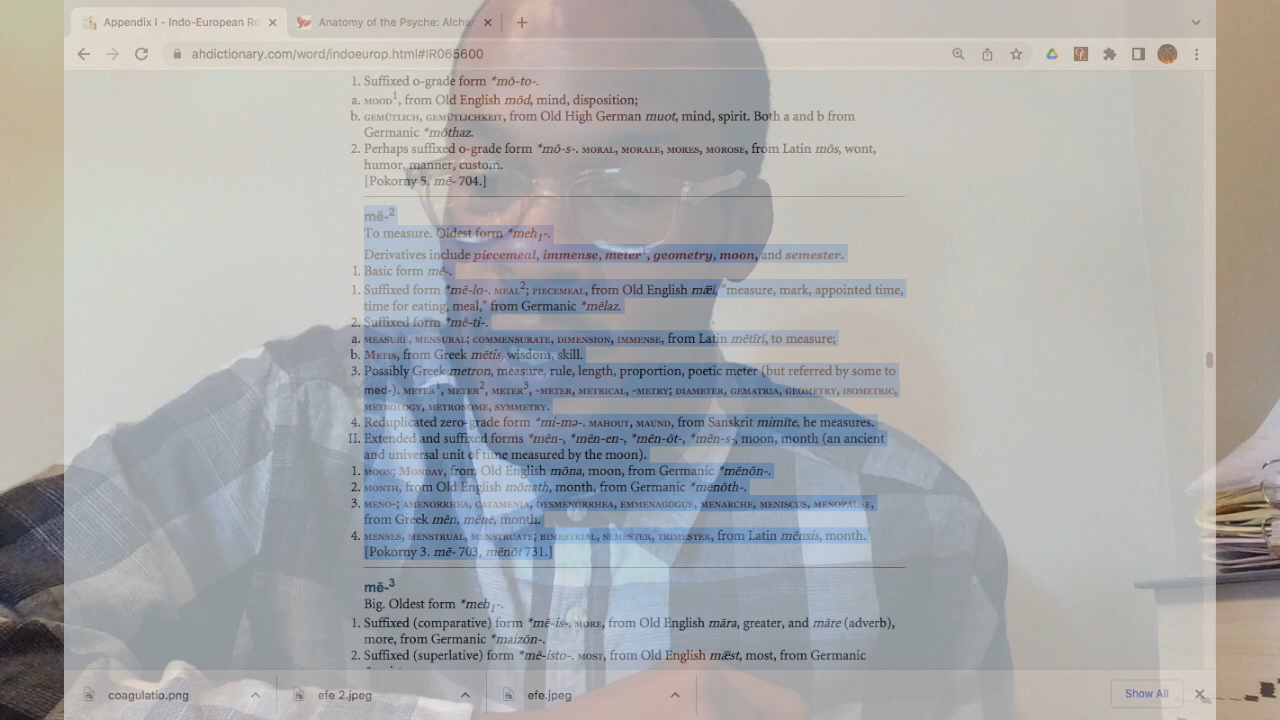 Appendix I - Indo-European Ro
Anatomy of the Psyche: Alcher
ahdictionary.com/word/indoeurop.html#IR065600
1. Suffixed o-grade form *mō-to-.
a. MOOD1, from Old English mōd, mind, disposition;
b. GEMÜTLICH, GEMÜTLICHKEIT, from Old High German muot, mind, spirit. Both a and b from
Germanic *mōthaz.
2. Perhaps suffixed o-grade form *mō-s-. MORAL, MORALE, MORES, MOROSE, from Latin mōs, wont,
humor, manner, custom.
[Pokorny 5. mē- 704.]
mē-2
To measure. Oldest form *meh1-.
Derivatives include piecemeal, immense, meter1, geometry, moon, and semester.
I. Basic form mē-.
1. Suffixed form *mē-lo-. MEAL2; PIECEMEAL, from Old English mǣl, "measure, mark, appointed time,
time for eating, meal," from Germanic *mēlaz.
2. Suffixed form *mē-ti-.
a. MEASURE, MENSURAL; COMMENSURATE, DIMENSION, IMMENSE, from Latin mētīrī, to measure;
b. METIS, from Greek mētis, wisdom, skill.
3. Possibly Greek metron, measure, rule, length, proportion, poetic meter (but referred by some to
med-). METER1, METER2, METER3, -METER, METRICAL, -METRY; DIAMETER, GEMATRIA, GEOMETRY, ISOMETRIC,
METROLOGY, METRONOME, SYMMETRY.
4. Reduplicated zero-grade form *mi-mə-. MAHOUT, MAUND, from Sanskrit mimīte, he measures.
II. Extended and suffixed forms *mēn-, *mēn-en-, *mēn-ōt-, *mēn-s-, moon, month (an ancient
and universal unit of time measured by the moon).
1. MOON; MONDAY, from Old English mōna, moon, from Germanic *mēnōn-.
2. MONTH, from Old English mōnath, month, from Germanic *mēnōth-.
3. MENO-; AMENORRHEA, CATAMENIA, DYSMENORRHEA, EMMENAGOGUE, MENARCHE, MENISCUS, MENOPAUSE,
from Greek mēn, mēnē, month.
4. MENSES, MENSTRUAL, MENSTRUATE; BIMESTRIAL, SEMESTER, TRIMESTER, from Latin mēnsis, month.
[Pokorny 3. mē- 703, mēnōt 731.]
mē-3
Big. Oldest form *meh1-.
1. Suffixed (comparative) form *mē-is-. MORE, from Old English māra, greater, and māre (adverb),
more, from Germanic *maizōn-.
2. Suffixed (superlative) form *mē-isto-. MOST, from Old English mǣst, most, from Germanic
coagulatio.png
efe 2.jpeg
efe.jpeg
Show All